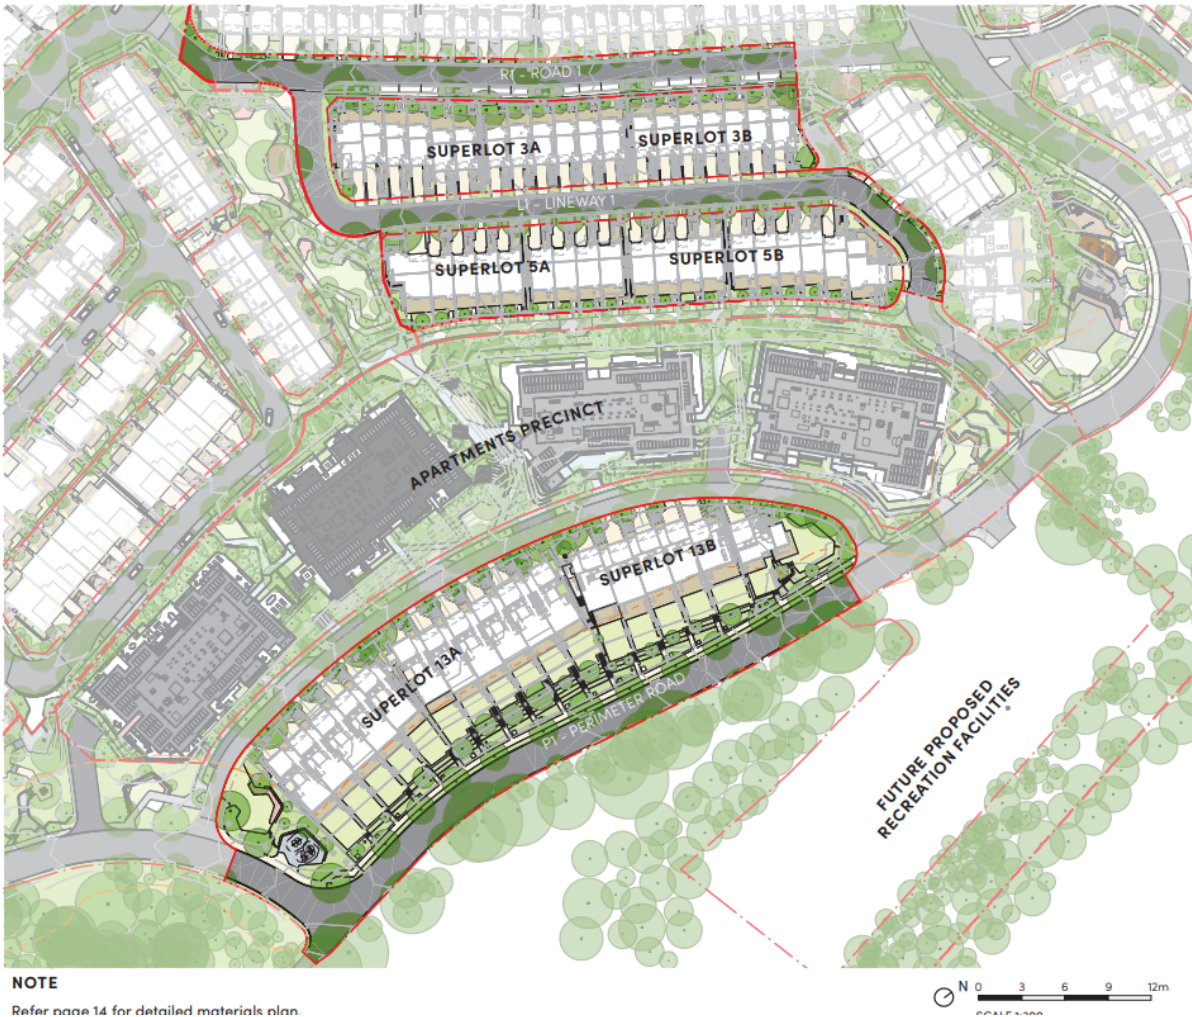 R1 - ROAD 1
SUPERLOT 3A
SUPERLOT 3B
L1 - LINEWAY 1
SUPERLOT 5A
SUPERLOT 5B
APARTMENTS PRECINCT
SUPERLOT 13B
SUPERLOT 13A
P1 - PERIMETER ROAD
FUTURE PROPOSED
RECREATION FACILITIES
NOTE
Refer page 14 for detailed materials plan.
N 0 3 6 9 12m